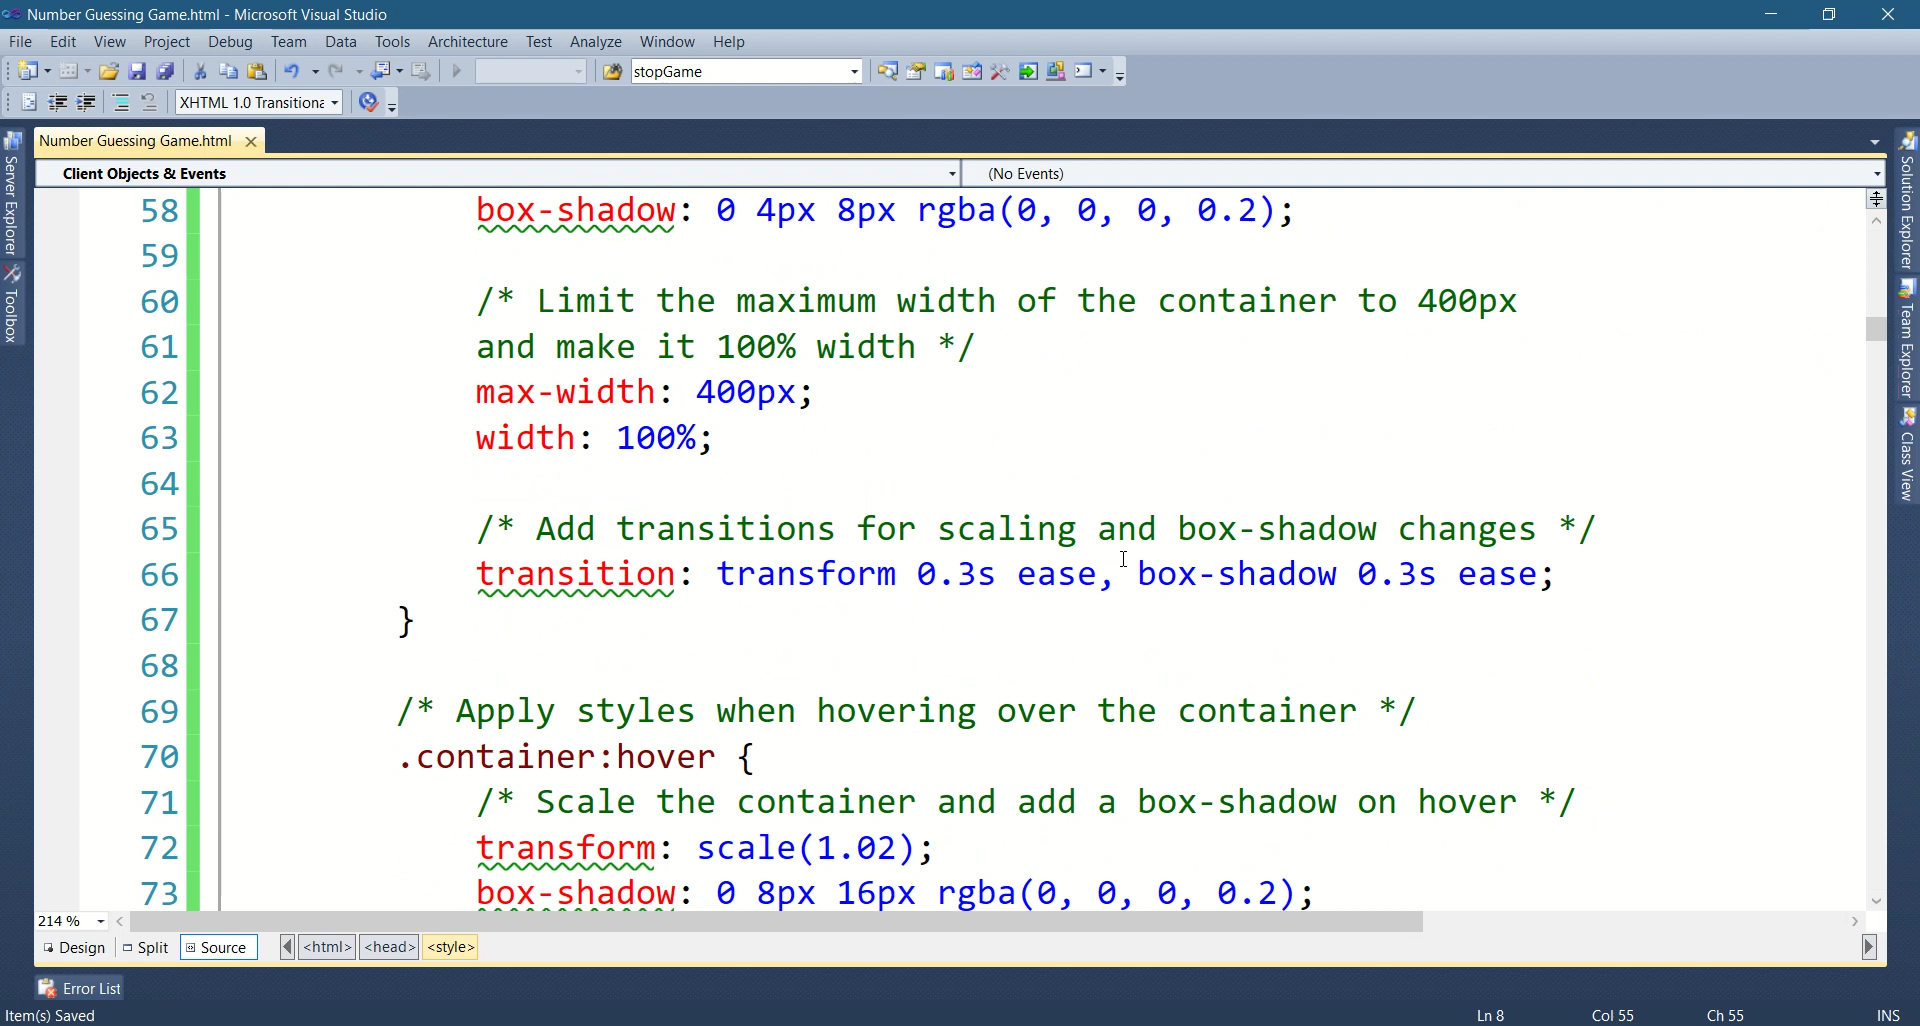 Number Guessing Game.html - Microsoft Visual Studio
File Edit View Project Debug Team Data Tools Architecture Test Analyze Window Help
stopGame
XHTML 1.0 Transitiona
Number Guessing Game.html
Client Objects & Events (No Events)
Server Explorer
Toolbox
Solution Explorer
Team Explorer
Class View
58 box-shadow: 0 4px 8px rgba(0, 0, 0, 0.2);
59
60 /* Limit the maximum width of the container to 400px
61 and make it 100% width */
62 max-width: 400px;
63 width: 100%;
64
65 /* Add transitions for scaling and box-shadow changes */
66 transition: transform 0.3s ease, box-shadow 0.3s ease;
67 }
68
69 /* Apply styles when hovering over the container */
70 .container:hover {
71 /* Scale the container and add a box-shadow on hover */
72 transform: scale(1.02);
73 box-shadow: 0 8px 16px rgba(0, 0, 0, 0.2);
214 %
Design Split Source <html> <head> <style>
Error List
Item(s) Saved Ln 8 Col 55 Ch 55 INS